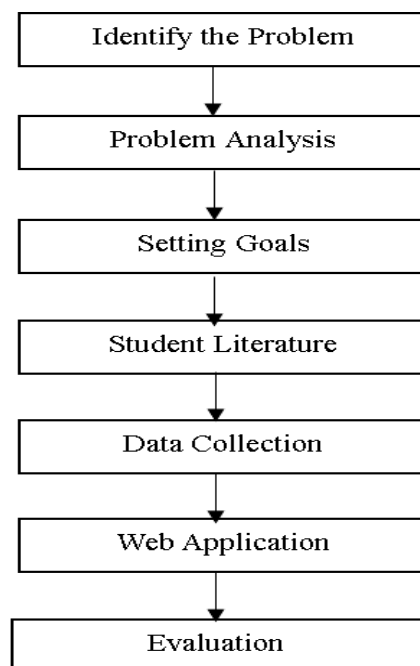 Identify the Problem
Problem Analysis
Setting Goals
Student Literature
Data Collection
Web Application
Evaluation